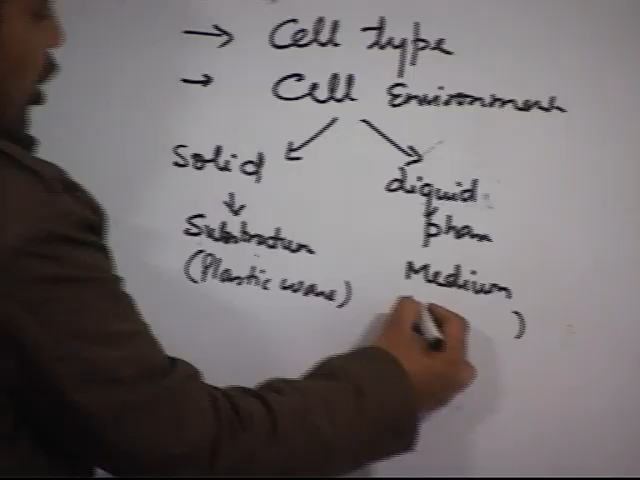 → Cell type
→ Cell Environment
Solid
liquid
↓
Substratum
phase
(Plastic ware)
Medium
)